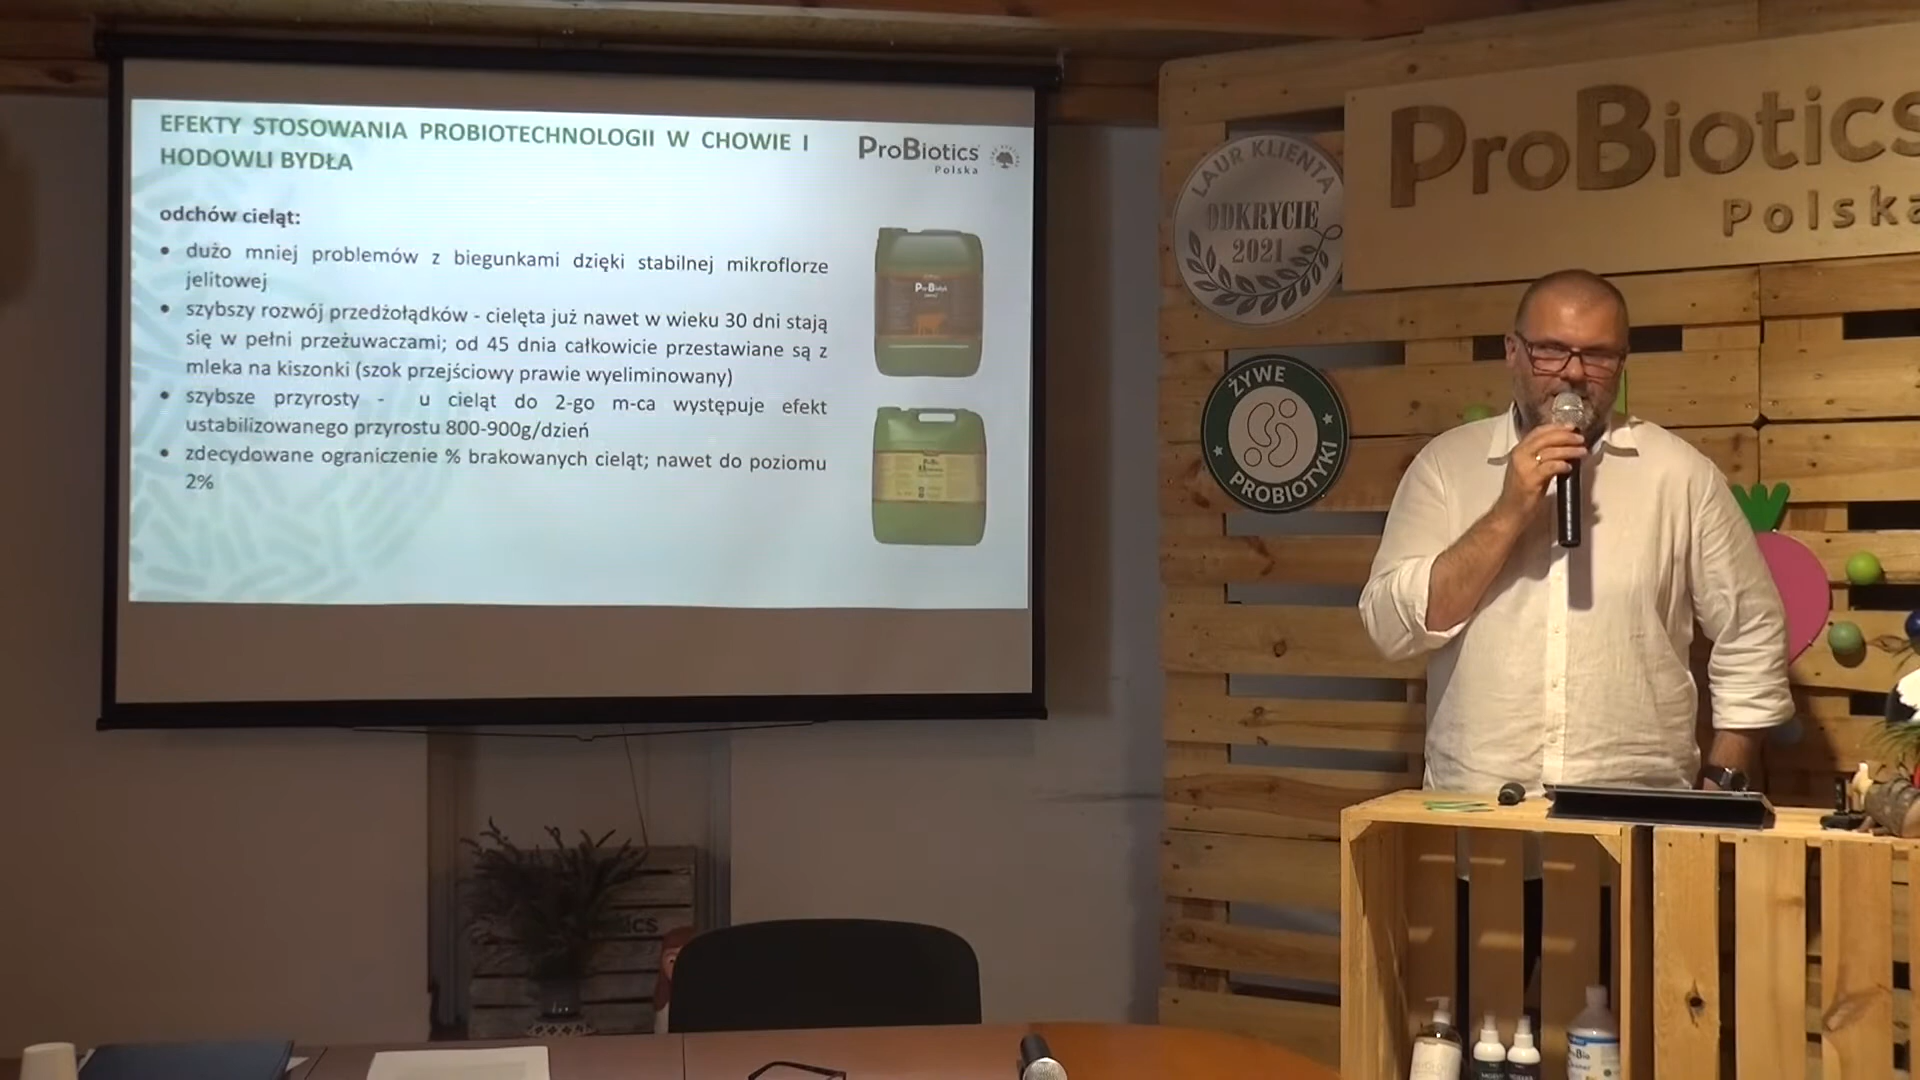 EFEKTY STOSOWANIA PROBIOTECHNOLOGII W CHOWIE I
HODOWLI BYDŁA
ProBiotics
Polska
odchów cieląt:
• dużo mniej problemów z biegunkami dzięki stabilnej mikroflorze
jelitowej
• szybszy rozwój przedżołądków - cielęta już nawet w wieku 30 dni stają
się w pełni przeżuwaczami; od 45 dnia całkowicie przestawiane są z
mleka na kiszonki (szok przejściowy prawie wyeliminowany)
• szybsze przyrosty - u cieląt do 2-go m-ca występuje efekt
ustabilizowanego przyrostu 800-900g/dzień
• zdecydowane ograniczenie % brakowanych cieląt; nawet do poziomu
2%
LAUR KLIENTA
ODKRYCIE
2021
ProBiotics
Polska
ŻYWE
PROBIOTYKI